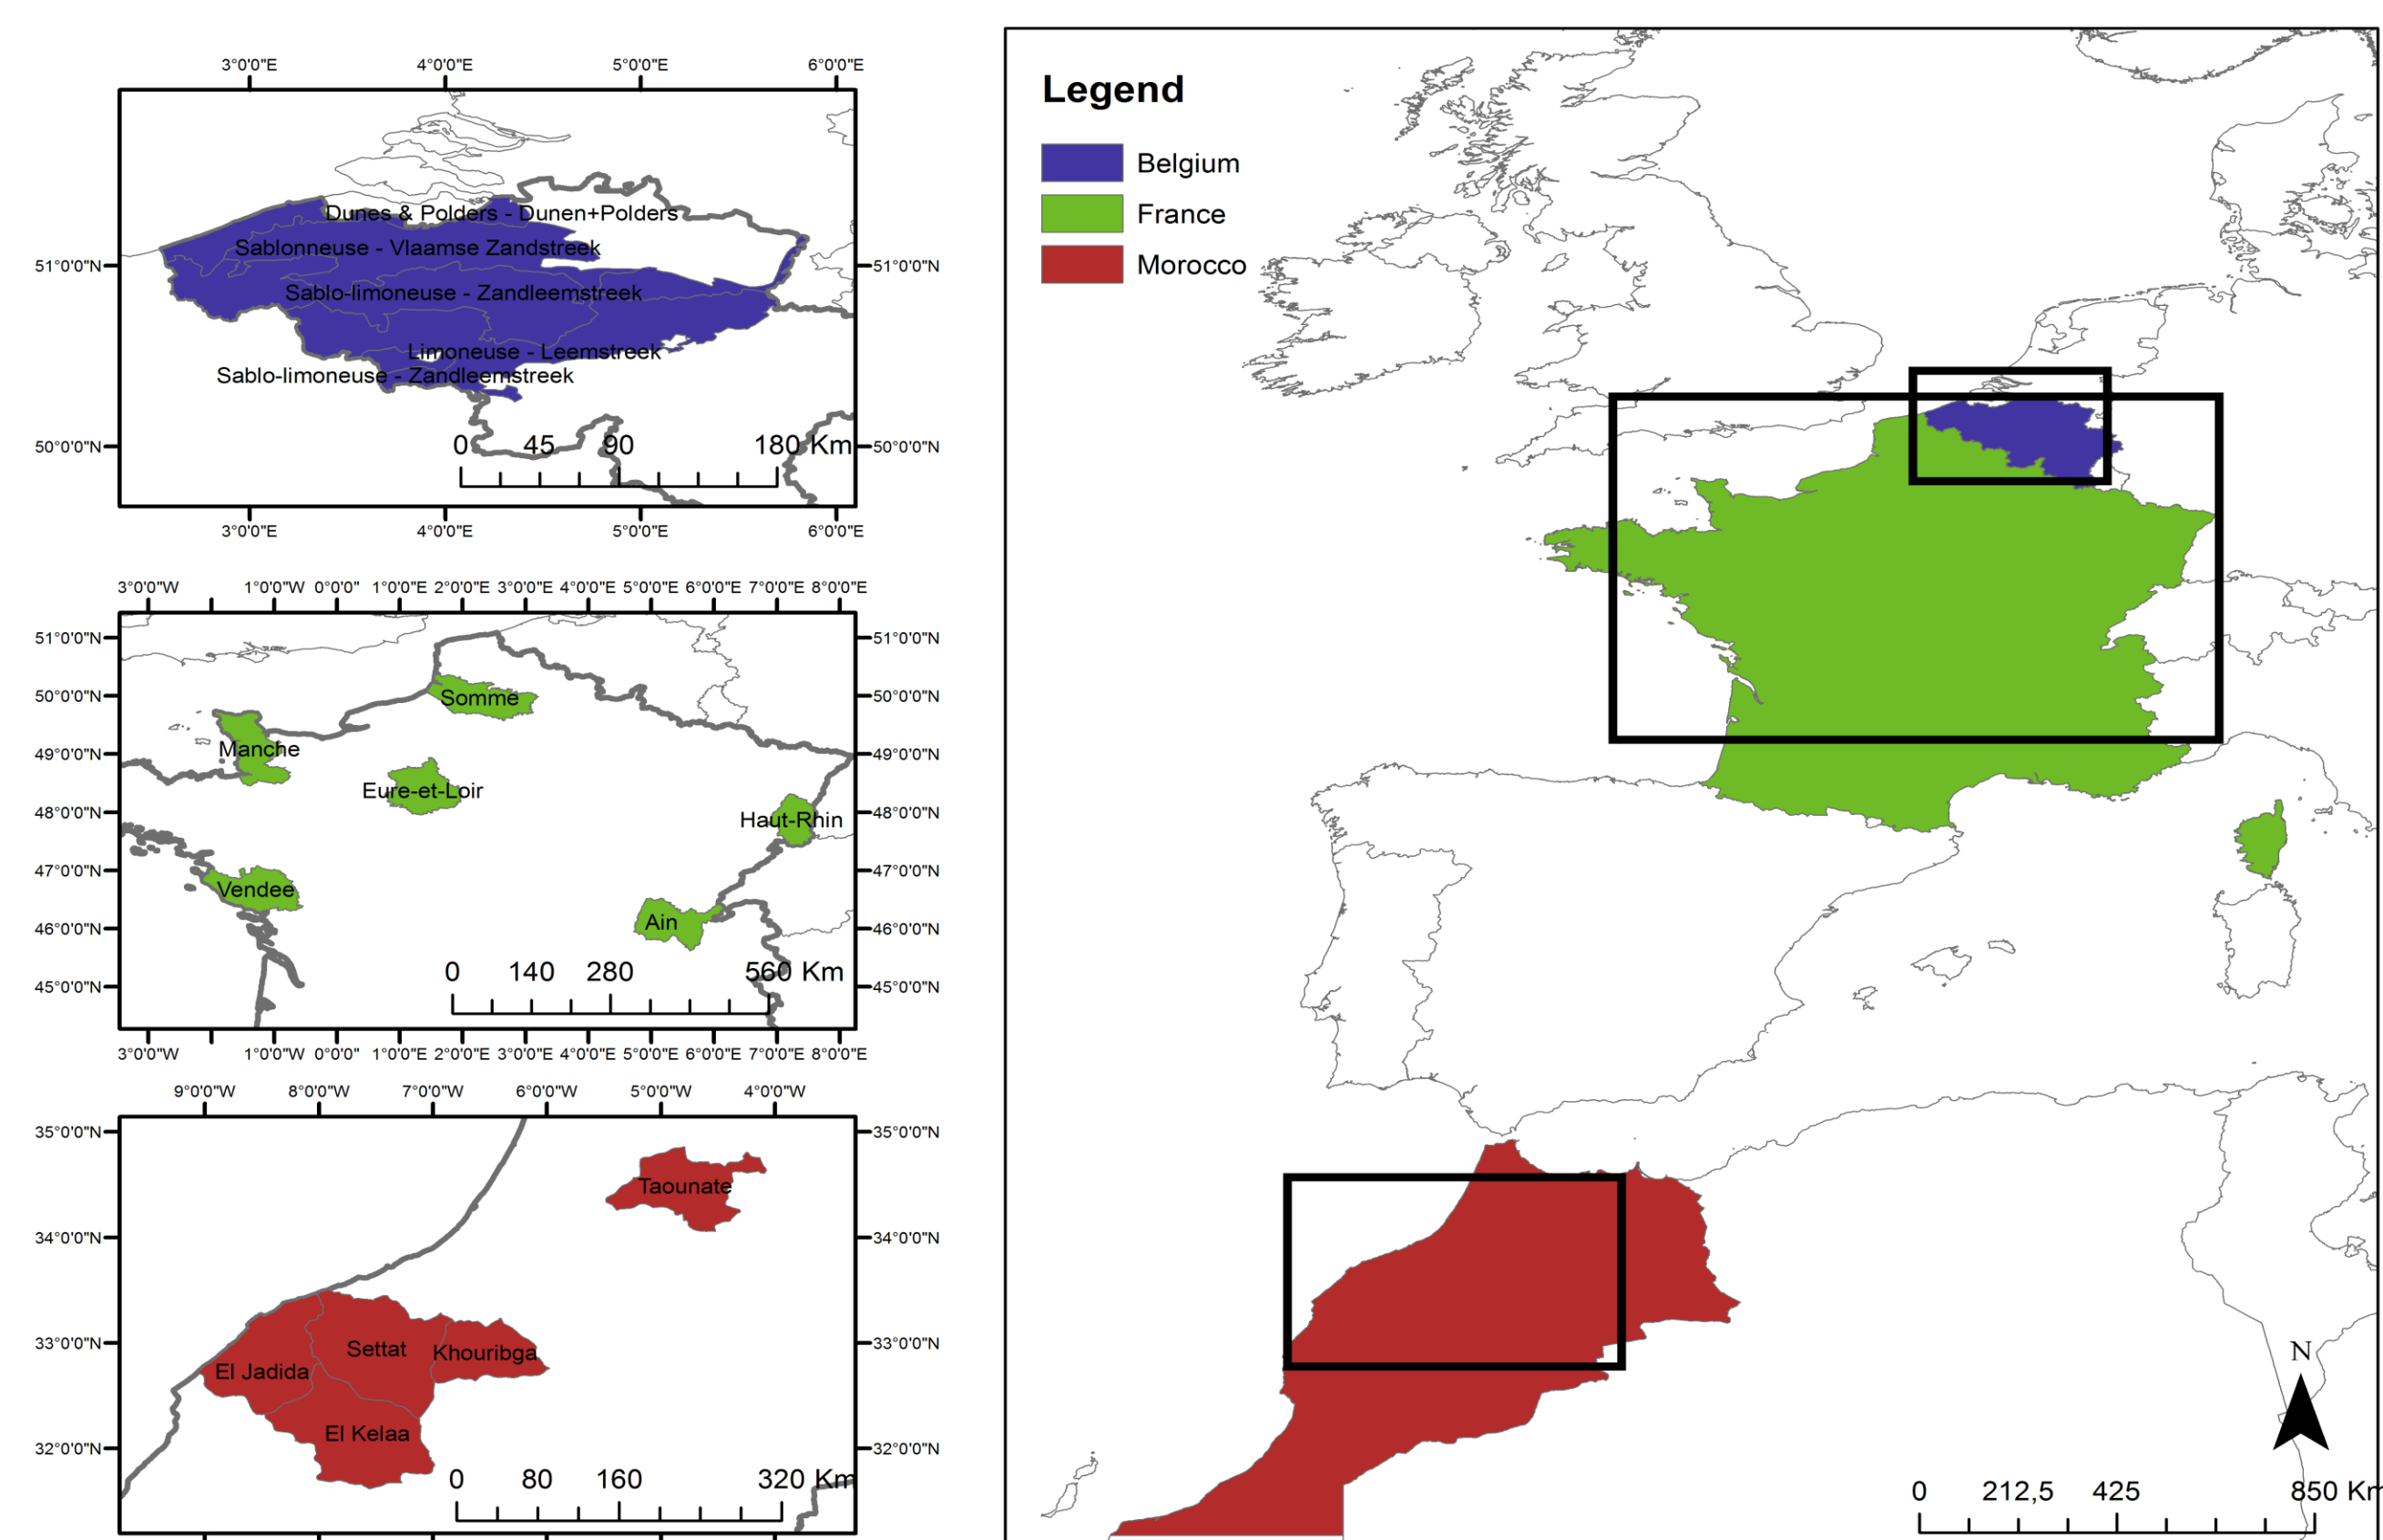 3°0'0"E 4°0'0"E 5°0'0"E 6°0'0"E
Dunes & Polders - Dunen+Polders
Sablonneuse - Vlaamse Zandstreek
51°0'0"N 51°0'0"N
Sablo-limoneuse - Zandleemstreek
Limoneuse - Leemstreek
Sablo-limoneuse - Zandleemstreek
50°0'0"N 0 45 90 180 Km 50°0'0"N
3°0'0"E 4°0'0"E 5°0'0"E 6°0'0"E
3°0'0"W 1°0'0"W 0°0'0" 1°0'0"E 2°0'0"E 3°0'0"E 4°0'0"E 5°0'0"E 6°0'0"E 7°0'0"E 8°0'0"E
51°0'0"N 51°0'0"N
50°0'0"N Somme 50°0'0"N
49°0'0"N Manche 49°0'0"N
Eure-et-Loir
48°0'0"N Haut-Rhin 48°0'0"N
47°0'0"N 47°0'0"N
Vendee
46°0'0"N Ain 46°0'0"N
0 140 280 560 Km
45°0'0"N 45°0'0"N
3°0'0"W 1°0'0"W 0°0'0" 1°0'0"E 2°0'0"E 3°0'0"E 4°0'0"E 5°0'0"E 6°0'0"E 7°0'0"E 8°0'0"E
9°0'0"W 8°0'0"W 7°0'0"W 6°0'0"W 5°0'0"W 4°0'0"W
35°0'0"N 35°0'0"N
Taounate
34°0'0"N 34°0'0"N
33°0'0"N Settat Khouribga 33°0'0"N
El Jadida
El Kelaa
32°0'0"N 32°0'0"N
0 80 160 320 Km
Legend
Belgium
France
Morocco
N
0 212,5 425 850 Km